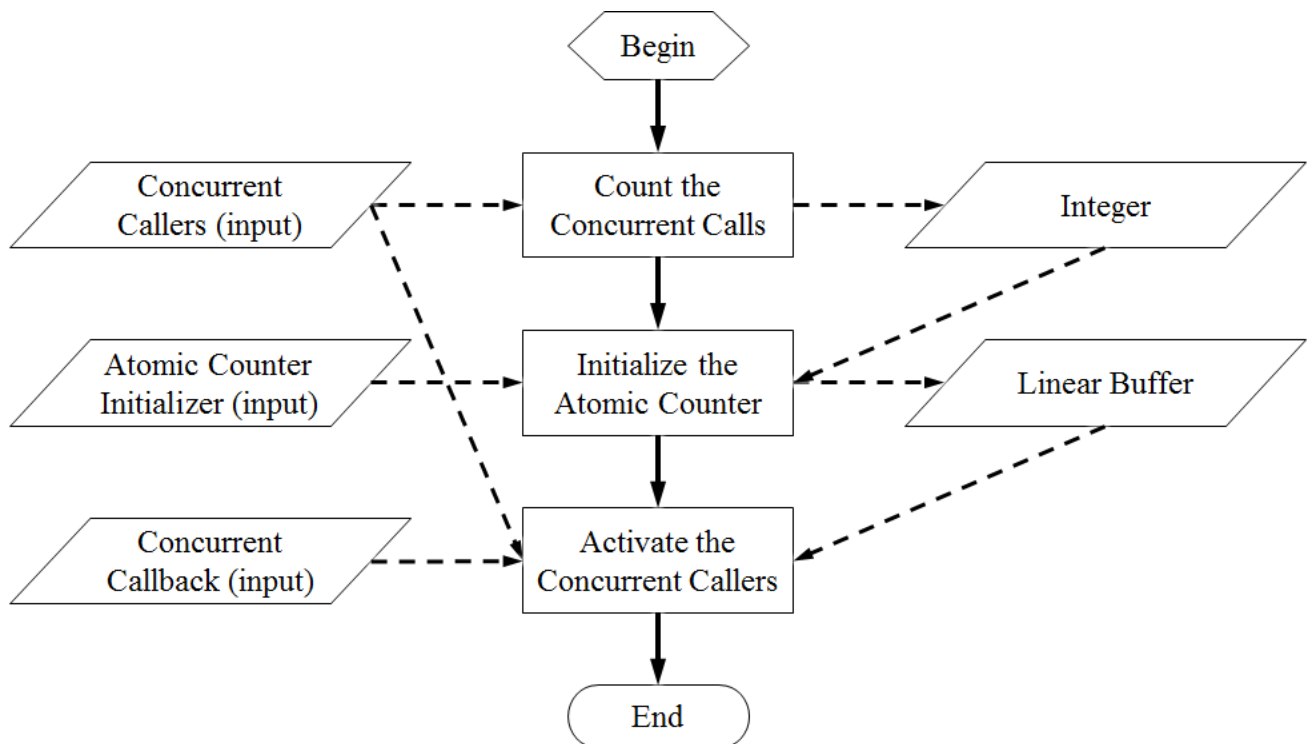 Begin
Concurrent
Callers (input)
Count the
Concurrent Calls
Integer
Atomic Counter
Initializer (input)
Initialize the
Atomic Counter
Linear Buffer
Concurrent
Callback (input)
Activate the
Concurrent Callers
End